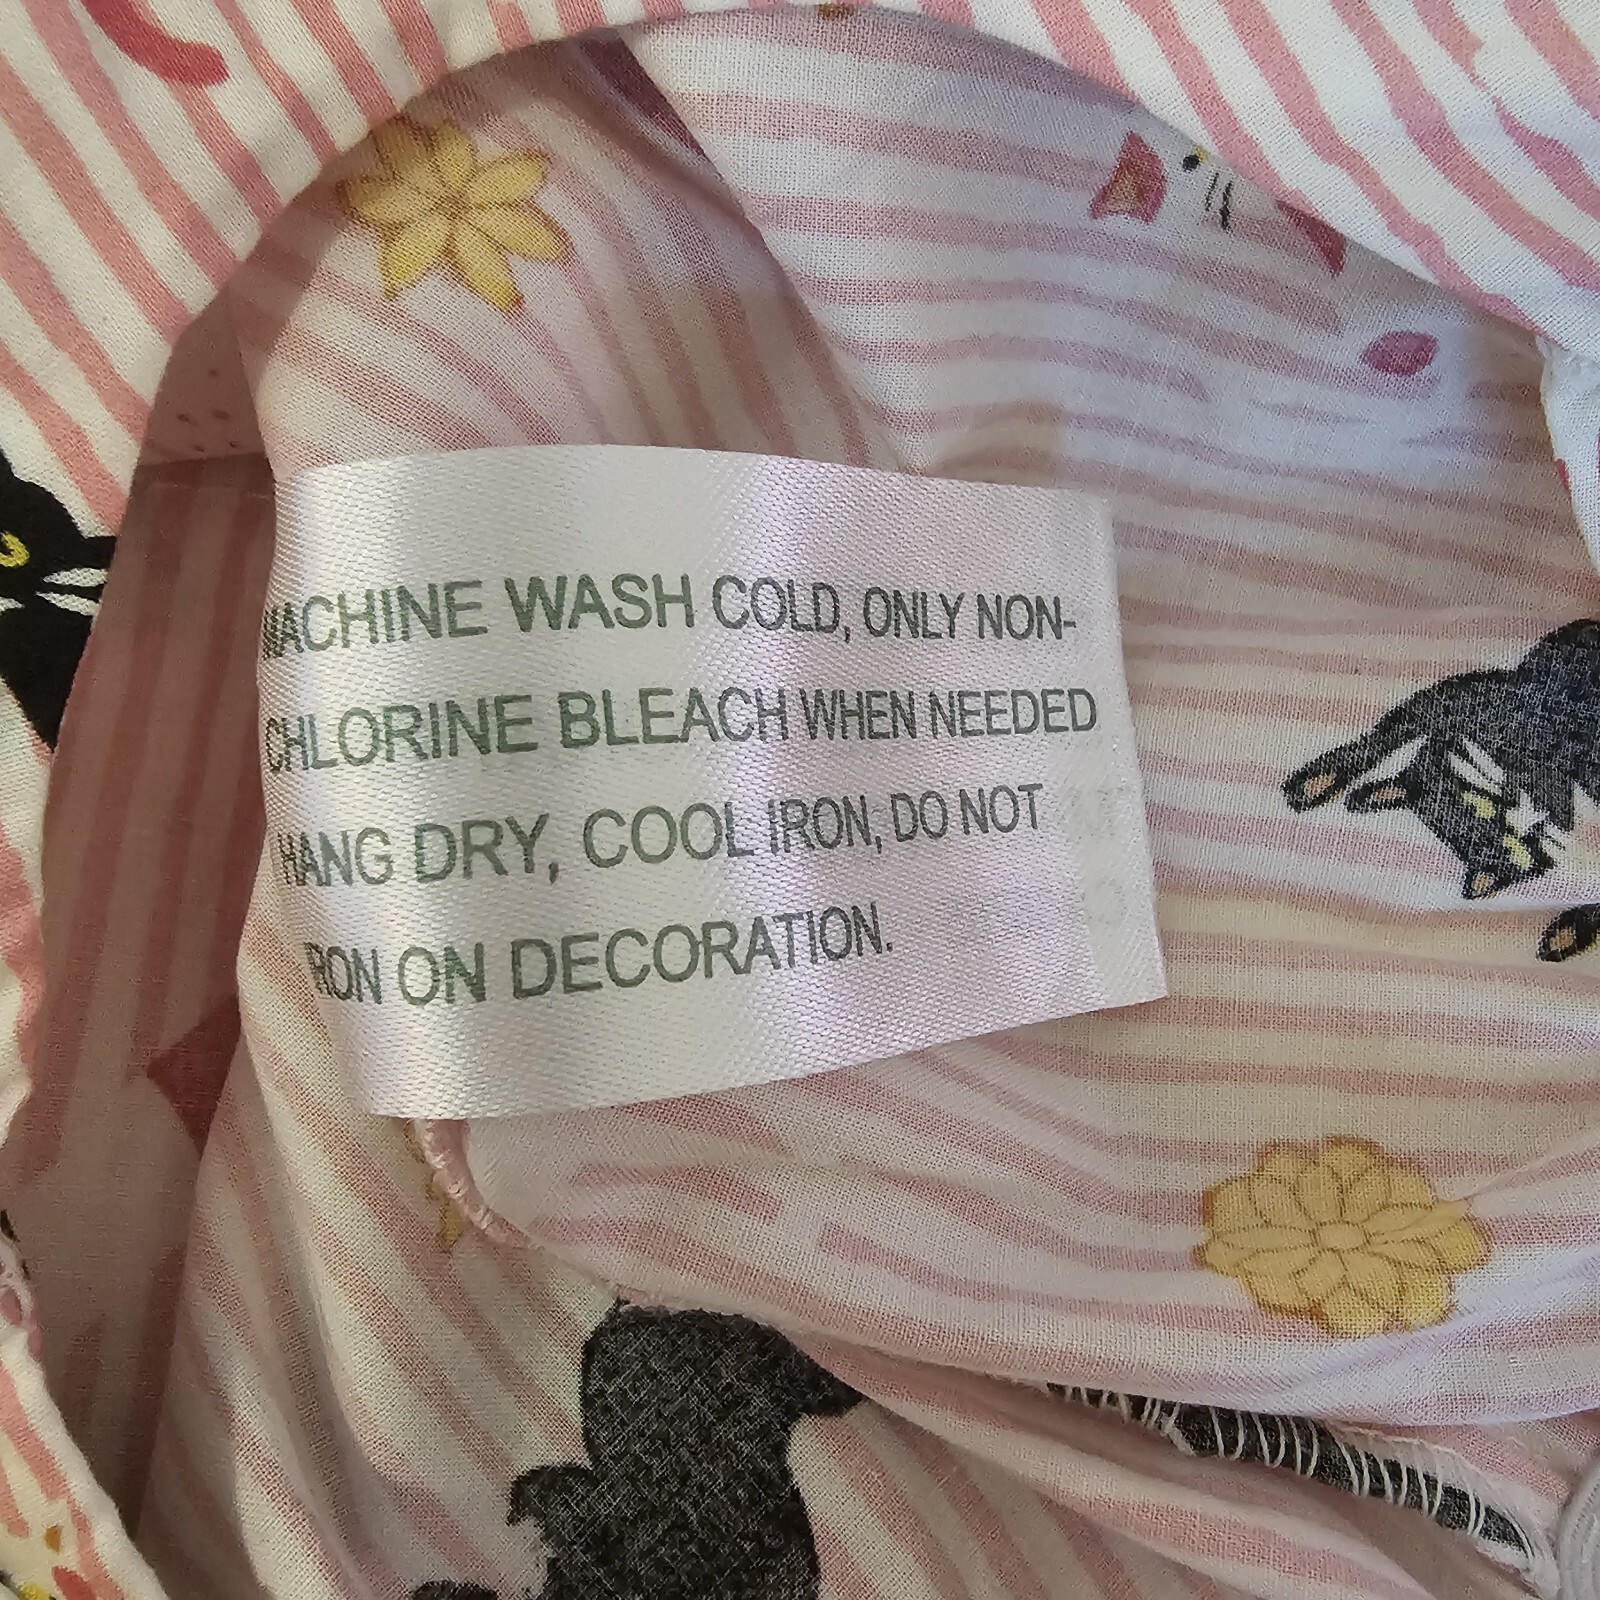 MACHINE WASH COLD, ONLY NON-
CHLORINE BLEACH WHEN NEEDED
HANG DRY, COOL IRON, DO NOT
IRON ON DECORATION.